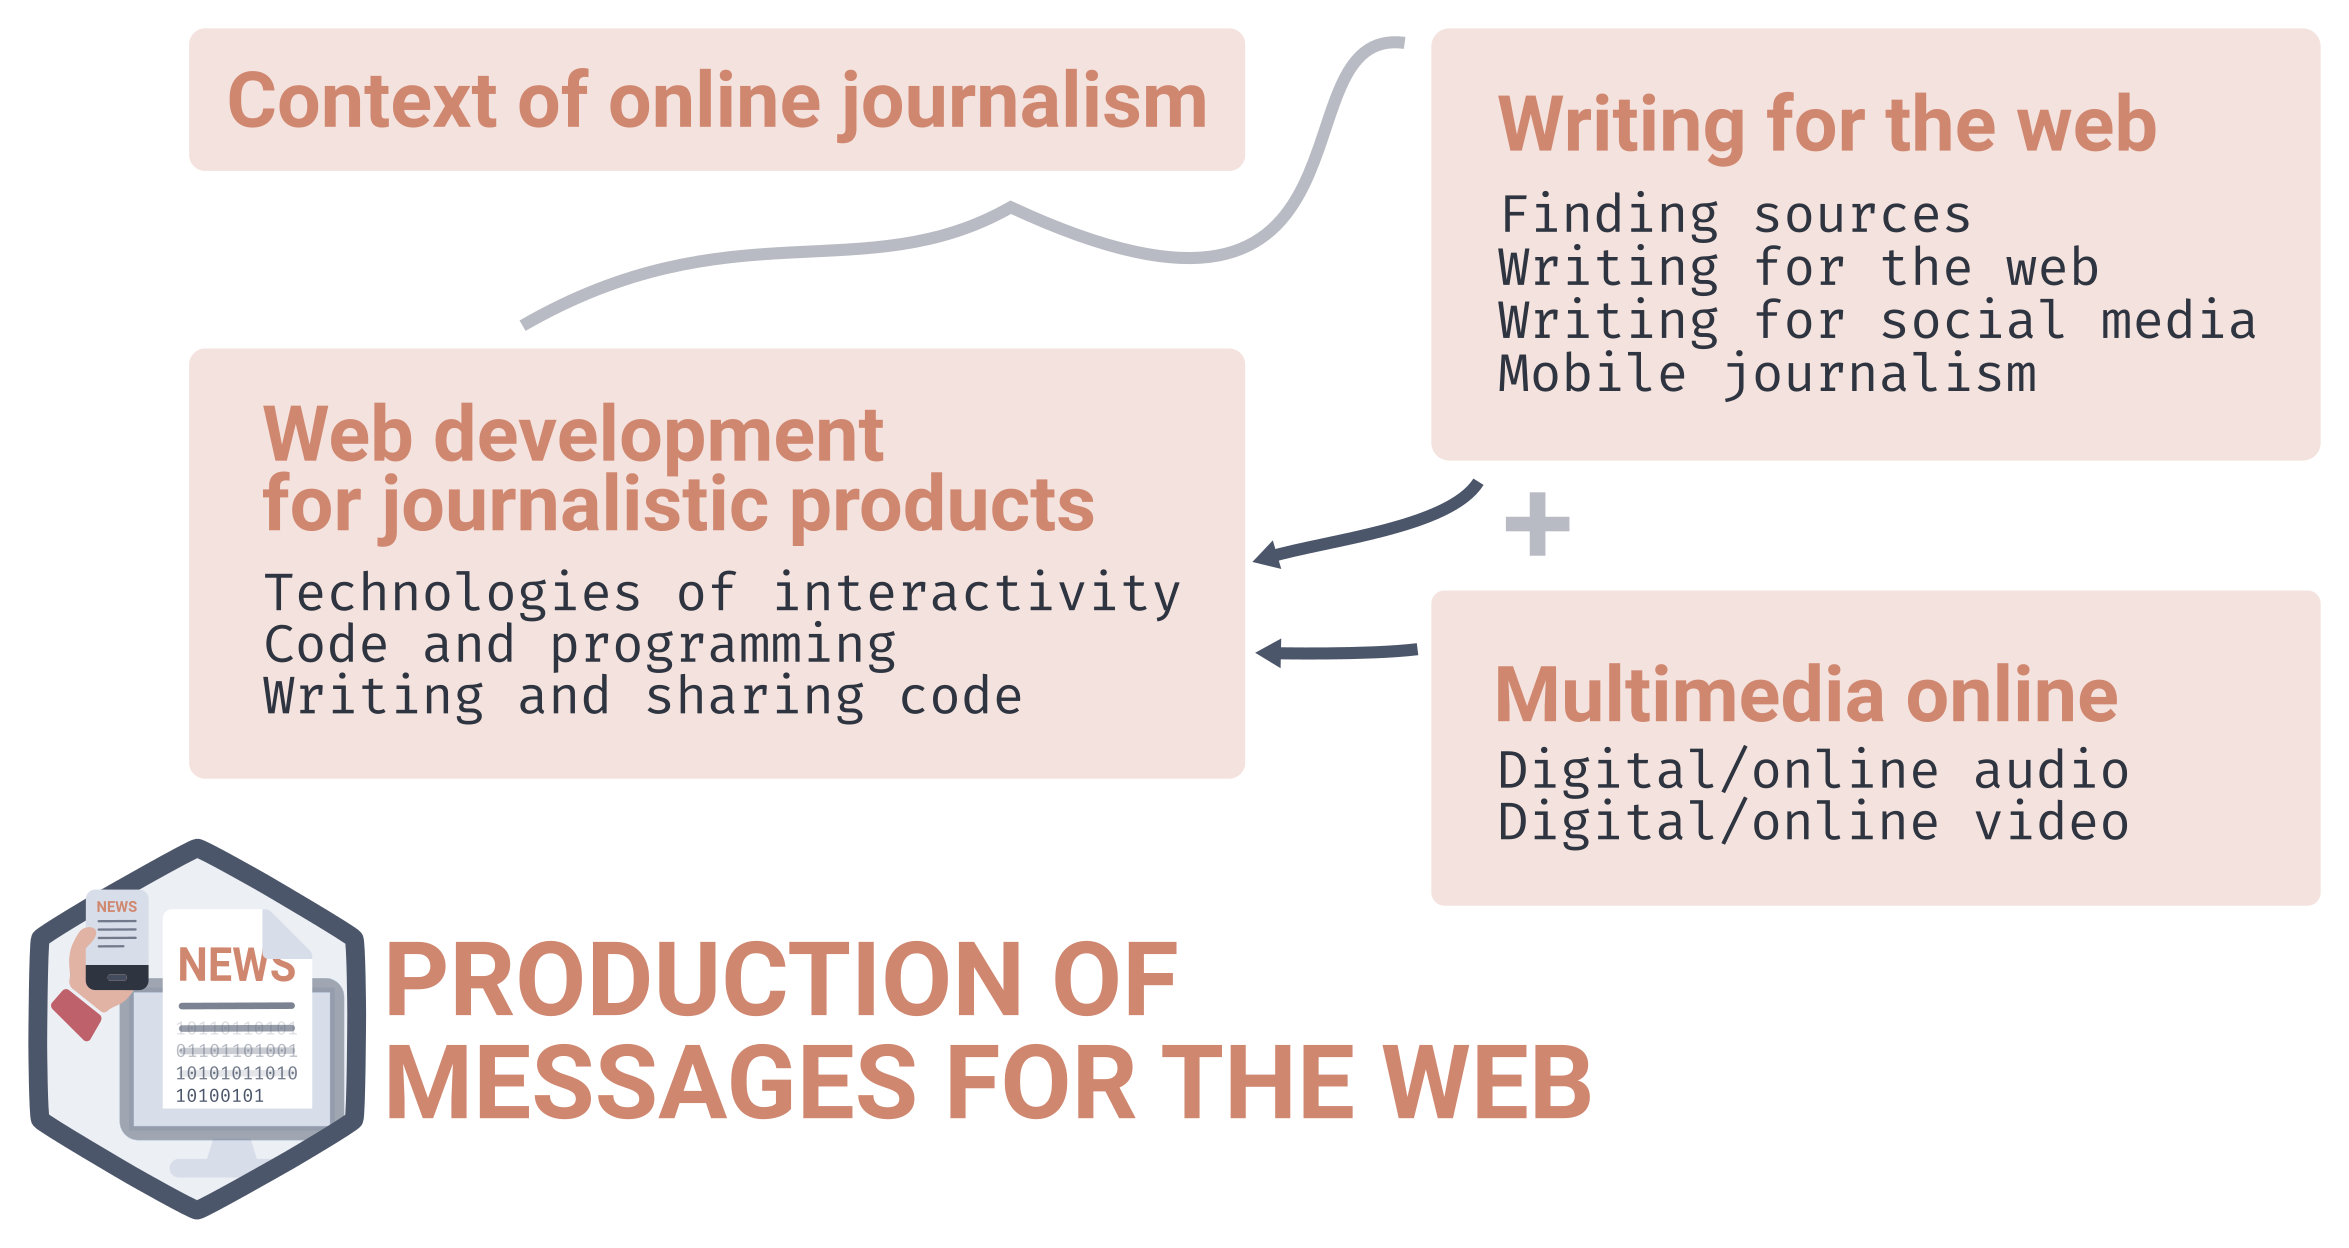 Context of online journalism
Writing for the web
Finding sources
Writing for the web
Writing for social media
Mobile journalism
Web development
for journalistic products
Technologies of interactivity
Code and programming
Writing and sharing code
+
Multimedia online
Digital/online audio
Digital/online video
NEWS
NEWS
10110110101
01101101001
10101011010
10100101
PRODUCTION OF
MESSAGES FOR THE WEB